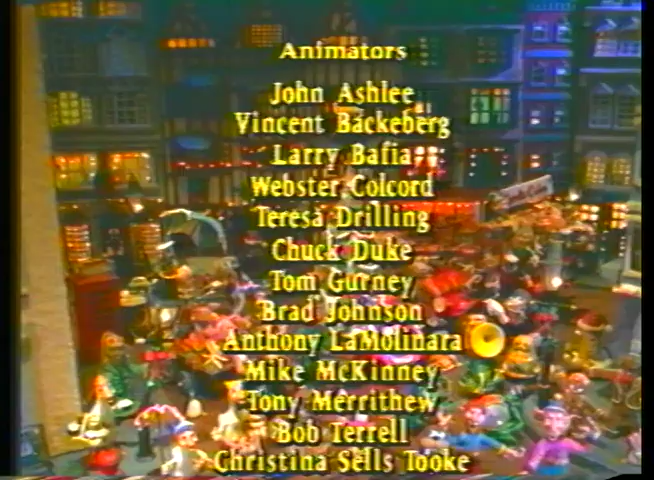 Animators
John Ashlee
Vincent Backeberg
Larry Bafia
Webster Colcord
Teresa Drilling
Chuck Duke
Tom Gurney
Brad Johnson
Anthony LaMolinara
Mike McKinney
Tony Merrithew
Bob Terrell
Christina Sells Tooke